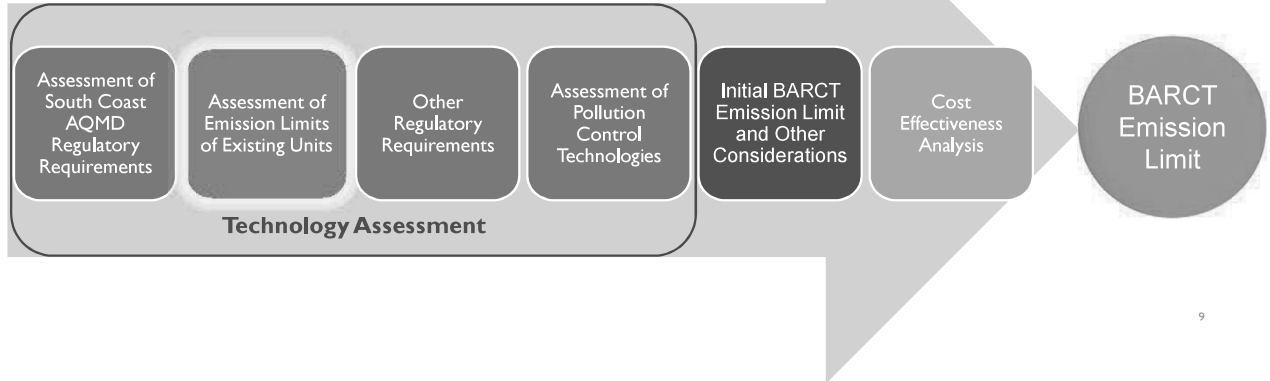 Assessment of
South Coast
AQMD
Regulatory
Requirements
Assessment of
Emission Limits
of Existing Units
Other
Regulatory
Requirements
Assessment of
Pollution
Control
Technologies
Initial BARCT
Emission Limit
and Other
Considerations
Cost
Effectiveness
Analysis
BARCT
Emission
Limit
Technology Assessment
9